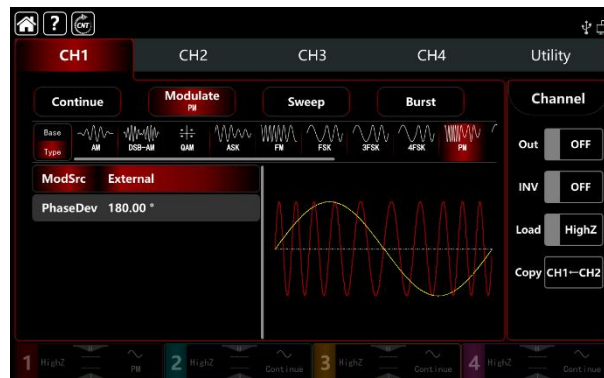 ? CNT
CH1 CH2 CH3 CH4 Utility
Continue Modulate Sweep Burst Channel
PM
Base
Type AM DSB-AM QAM ASK FM FSK 3FSK 4FSK PM
Out OFF
ModSrc External
INV OFF
PhaseDev 180.00 °
Load HighZ
Copy CH1←CH2
1 HighZ PM 2 HighZ Continue 3 HighZ Continue 4 HighZ Continue